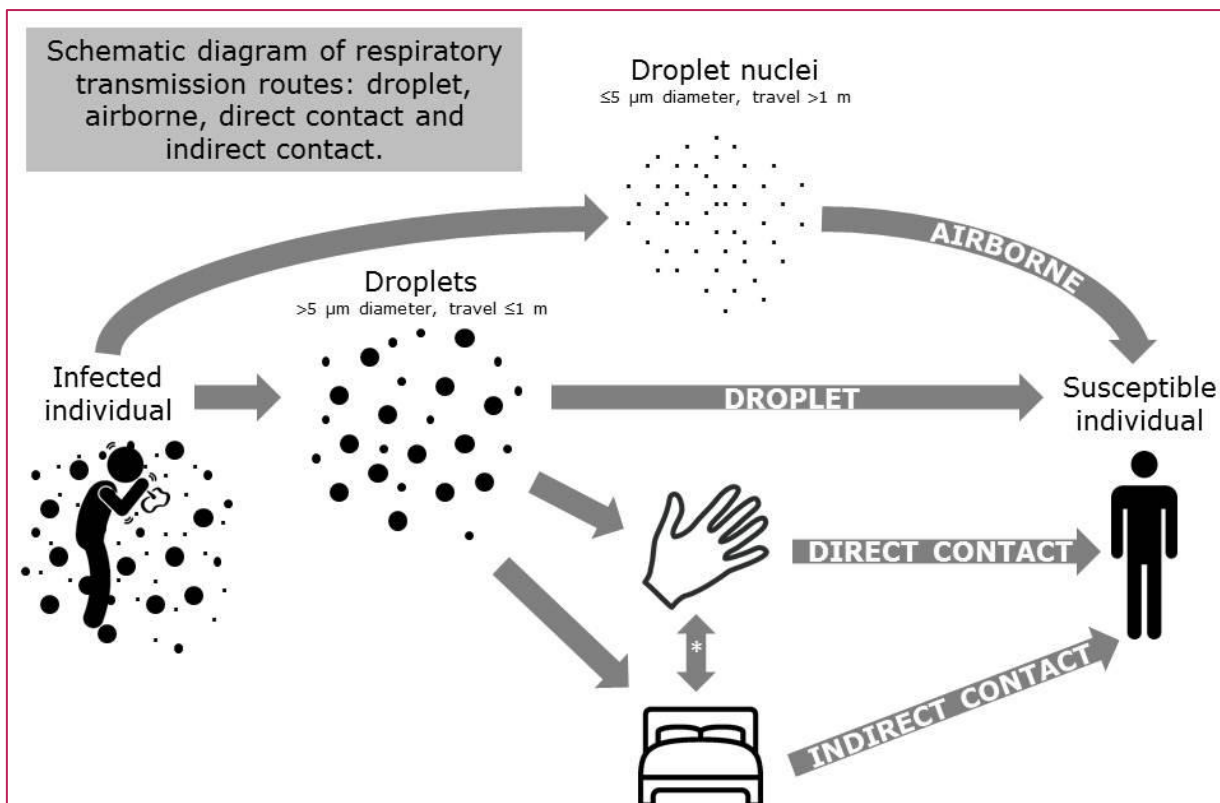 Schematic diagram of respiratory
transmission routes: droplet,
airborne, direct contact and
indirect contact.
Droplet nuclei
≤5 µm diameter, travel >1 m
AIRBORNE
Droplets
>5 µm diameter, travel ≤1 m
Infected
individual
DROPLET
Susceptible
individual
DIRECT CONTACT
*
INDIRECT CONTACT